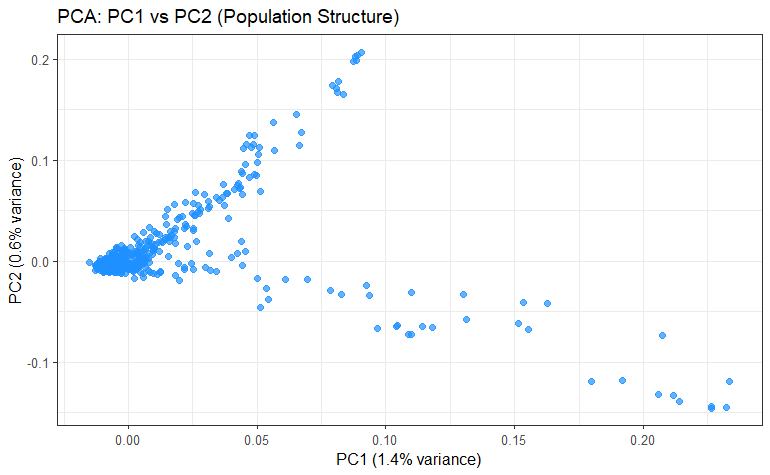 PCA: PC1 vs PC2 (Population Structure)
PC2 (0.6% variance)
0.2
0.1
0.0
-0.1
0.00 0.05 0.10 0.15 0.20
PC1 (1.4% variance)